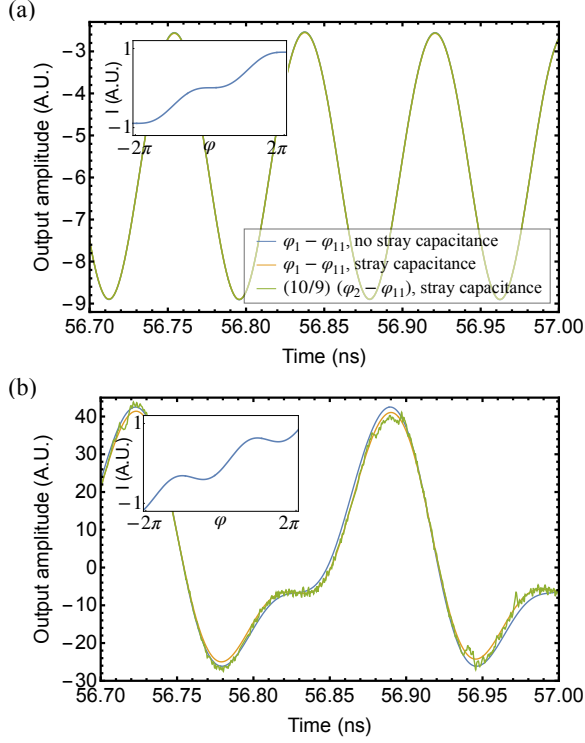 (a)
Output amplitude (A.U.)
−3
−4
−5
−6
−7
−8
−9
I (A.U.)
1
−1
−2π
φ
2π
φ₁ − φ₁₁, no stray capacitance
φ₁ − φ₁₁, stray capacitance
(10/9) (φ₂ − φ₁₁), stray capacitance
56.70 56.75 56.80 56.85 56.90 56.95 57.00
Time (ns)
(b)
Output amplitude (A.U.)
40
30
20
10
0
−10
−20
−30
I (A.U.)
1
−1
−2π
φ
2π
56.70 56.75 56.80 56.85 56.90 56.95 57.00
Time (ns)